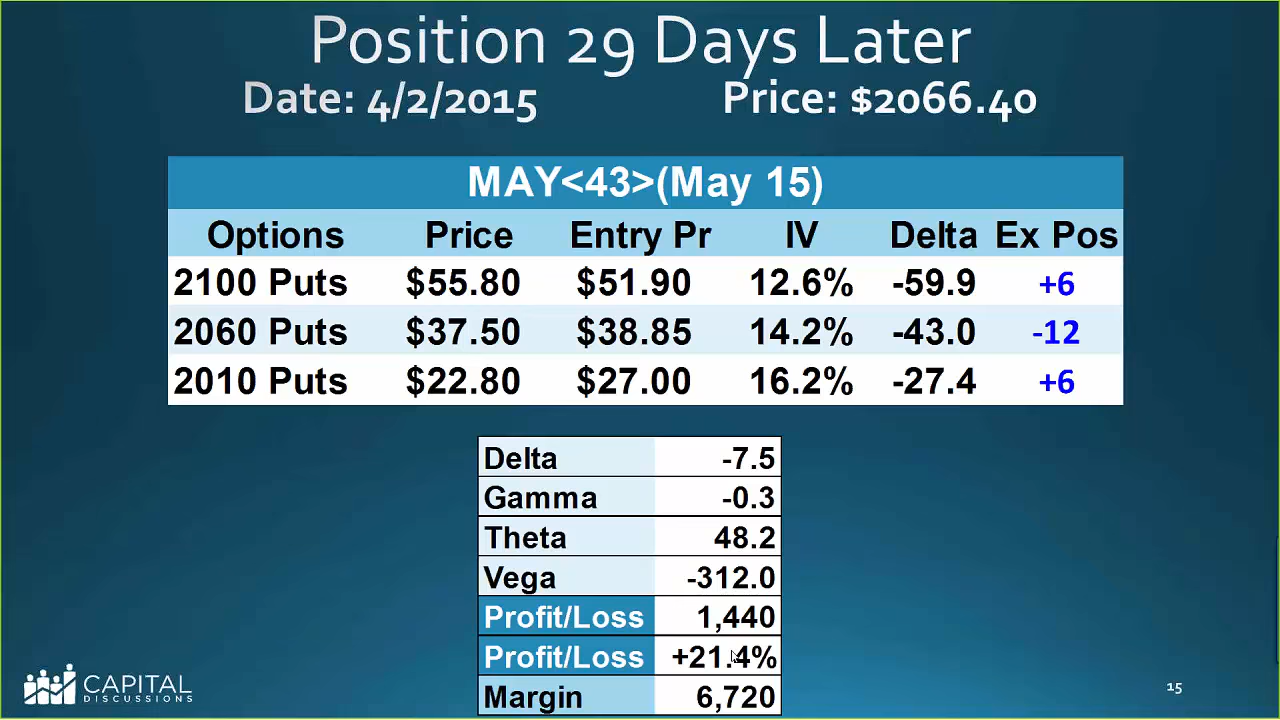 Position 29 Days Later
Date: 4/2/2015 Price: $2066.40
MAY<43>(May 15)
Options Price Entry Pr IV Delta Ex Pos
2100 Puts $55.80 $51.90 12.6% -59.9 +6
2060 Puts $37.50 $38.85 14.2% -43.0 -12
2010 Puts $22.80 $27.00 16.2% -27.4 +6
Delta -7.5
Gamma -0.3
Theta 48.2
Vega -312.0
Profit/Loss 1,440
Profit/Loss +21.4%
Margin 6,720
CAPITAL
DISCUSSIONS
15